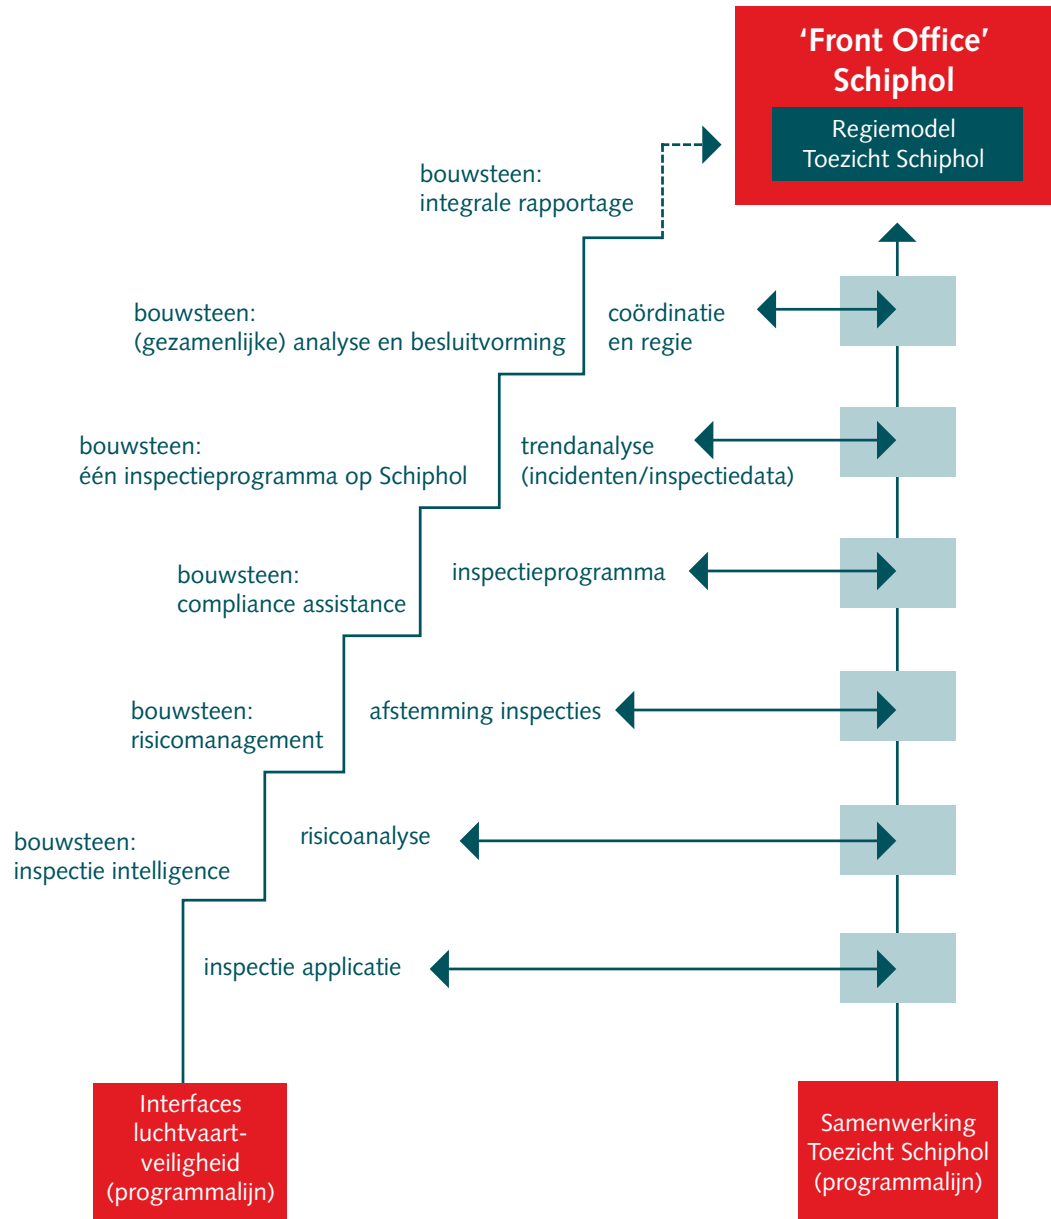 ‘Front Office’
Schiphol
Regiemodel
Toezicht Schiphol
bouwsteen:
integrale rapportage
bouwsteen:
(gezamenlijke) analyse en besluitvorming
coördinatie
en regie
bouwsteen:
één inspectieprogramma op Schiphol
trendanalyse
(incidenten/inspectiedata)
bouwsteen:
compliance assistance
inspectieprogramma
bouwsteen:
risicomanagement
afstemming inspecties
bouwsteen:
inspectie intelligence
risicoanalyse
inspectie applicatie
Interfaces
luchtvaart-
veiligheid
(programmalijn)
Samenwerking
Toezicht Schiphol
(programmalijn)